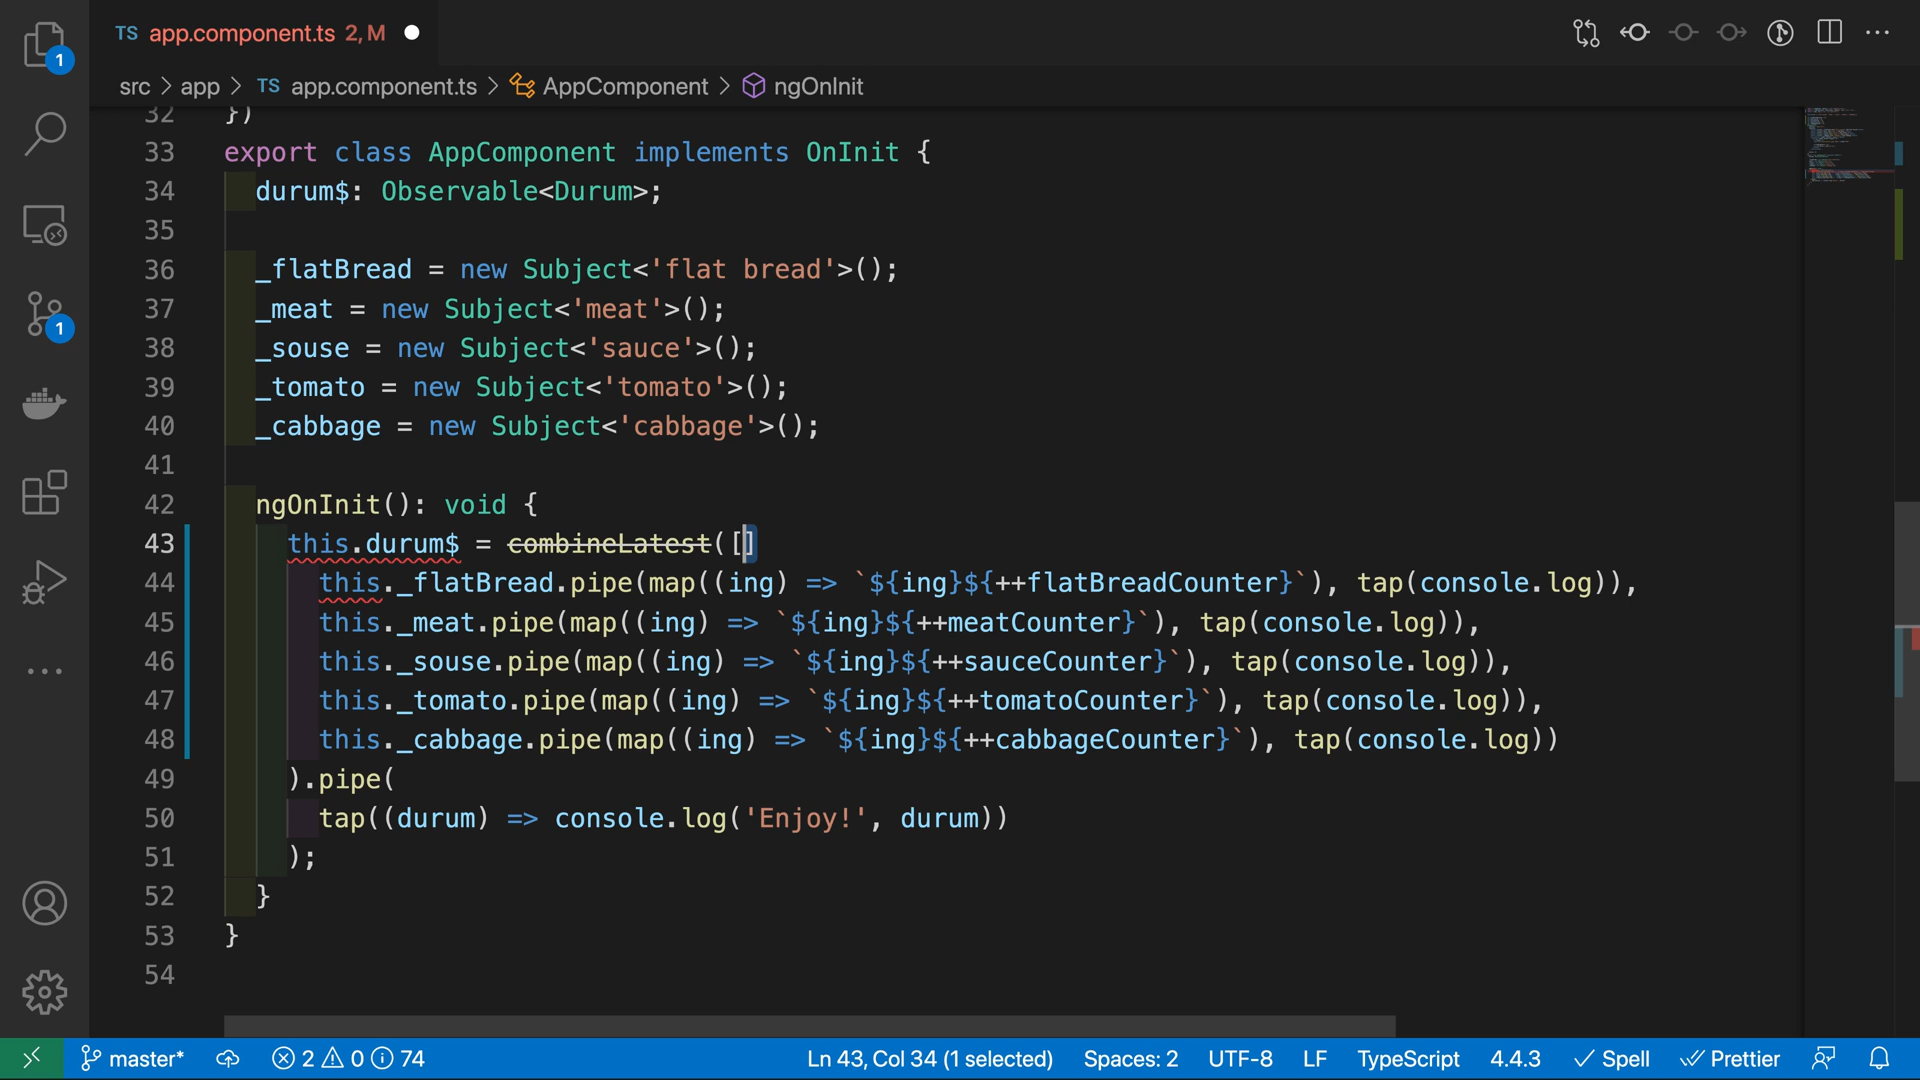 TS app.component.ts 2, M
src > app > TS app.component.ts > AppComponent > ngOnInit
1
1
32 })
33 export class AppComponent implements OnInit {
34 durum$: Observable<Durum>;
35
36 _flatBread = new Subject<'flat bread'>();
37 _meat = new Subject<'meat'>();
38 _souse = new Subject<'sauce'>();
39 _tomato = new Subject<'tomato'>();
40 _cabbage = new Subject<'cabbage'>();
41
42 ngOnInit(): void {
43 this.durum$ = combineLatest([]
44 this._flatBread.pipe(map((ing) => `${ing}${++flatBreadCounter}`), tap(console.log)),
45 this._meat.pipe(map((ing) => `${ing}${++meatCounter}`), tap(console.log)),
46 this._souse.pipe(map((ing) => `${ing}${++sauceCounter}`), tap(console.log)),
47 this._tomato.pipe(map((ing) => `${ing}${++tomatoCounter}`), tap(console.log)),
48 this._cabbage.pipe(map((ing) => `${ing}${++cabbageCounter}`), tap(console.log))
49 ).pipe(
50 tap((durum) => console.log('Enjoy!', durum))
51 );
52 }
53 }
54
master* 2 0 74 Ln 43, Col 34 (1 selected) Spaces: 2 UTF-8 LF TypeScript 4.4.3 Spell Prettier